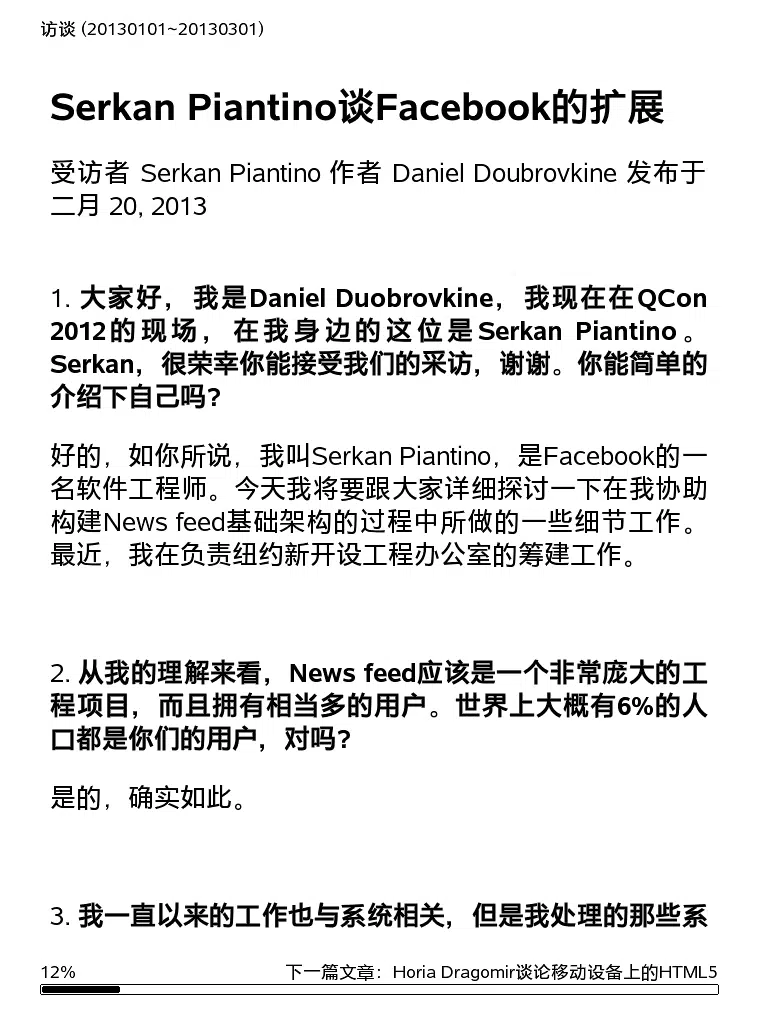 访谈 (20130101~20130301)
Serkan Piantino谈Facebook的扩展
受访者 Serkan Piantino 作者 Daniel Doubrovkine 发布于
二月 20, 2013
1. 大家好，我是Daniel Duobrovkine，我现在在QCon
2012的现场，在我身边的这位是Serkan Piantino。
Serkan，很荣幸你能接受我们的采访，谢谢。你能简单的
介绍下自己吗?
好的，如你所说，我叫Serkan Piantino，是Facebook的一
名软件工程师。今天我将要跟大家详细探讨一下在我协助
构建News feed基础架构的过程中所做的一些细节工作。
最近，我在负责纽约新开设工程办公室的筹建工作。
2. 从我的理解来看，News feed应该是一个非常庞大的工
程项目，而且拥有相当多的用户。世界上大概有6%的人
口都是你们的用户，对吗?
是的，确实如此。
3. 我一直以来的工作也与系统相关，但是我处理的那些系
12%
下一篇文章：Horia Dragomir谈论移动设备上的HTML5